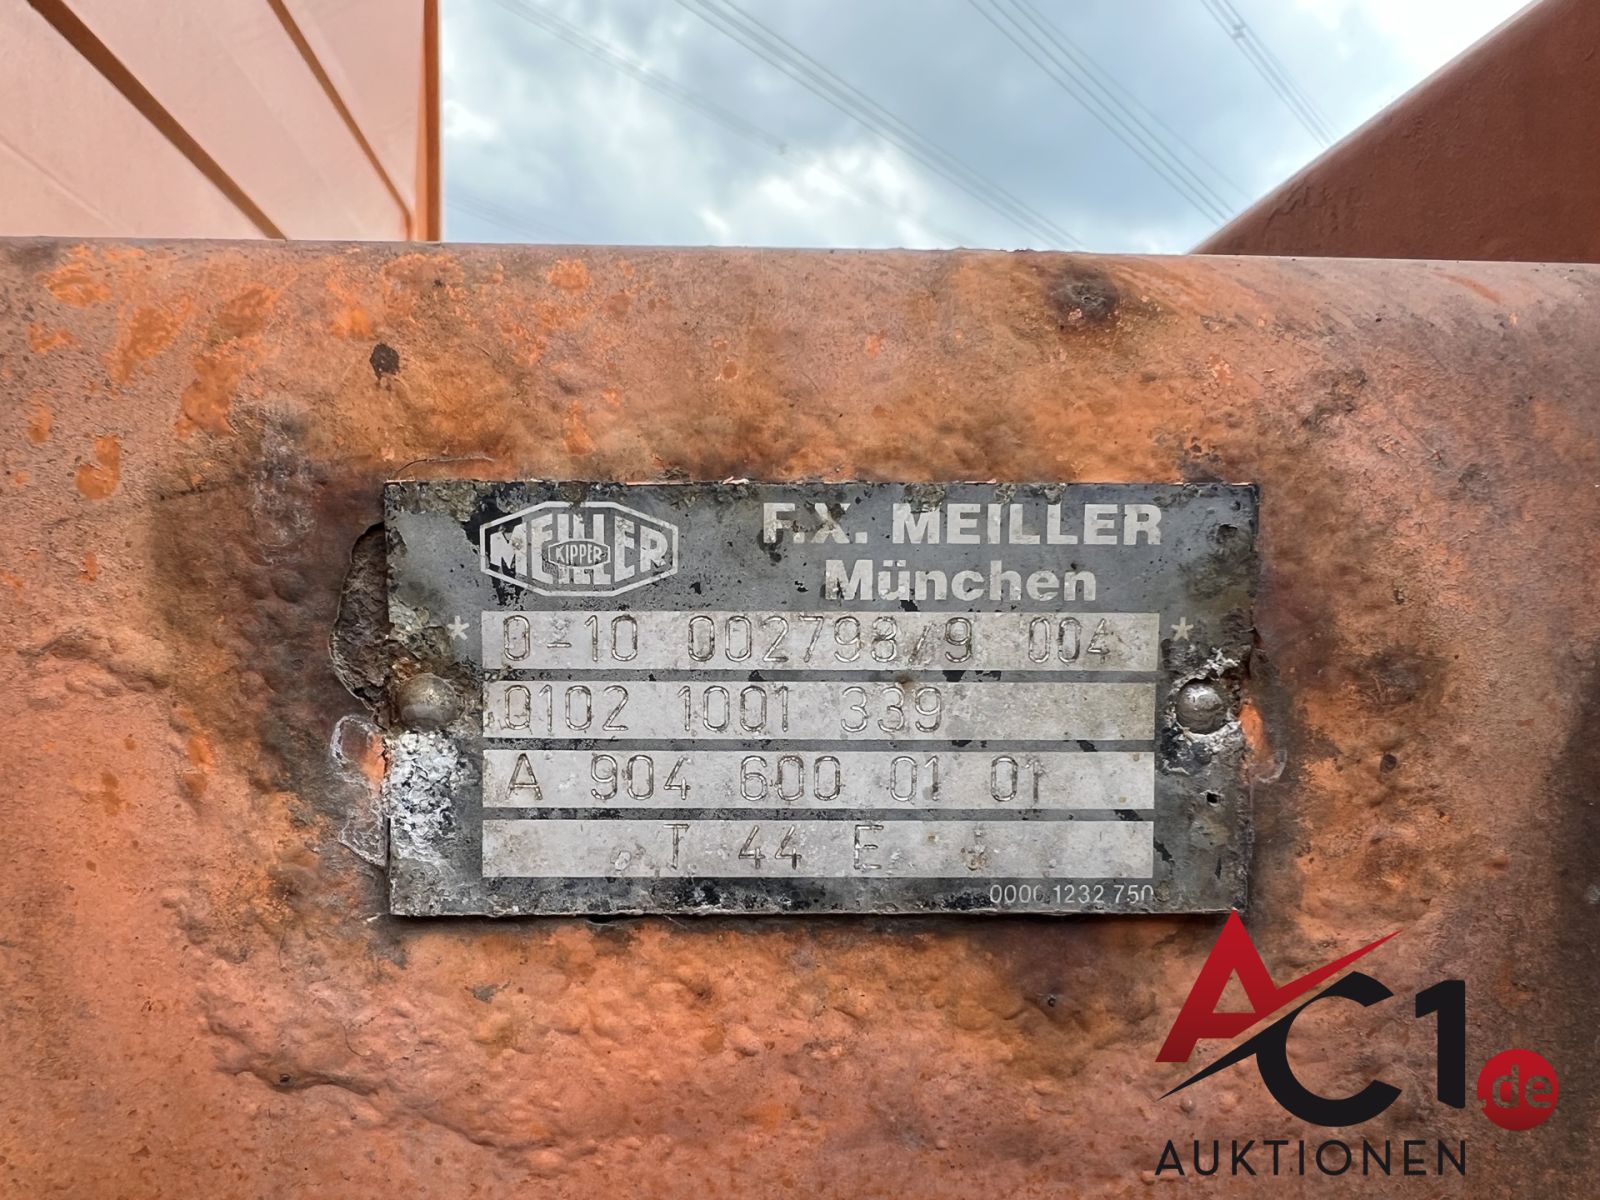 MEILLER
KIPPER
F.X. MEILLER
München
* 0-10 002798/9 004 *
0102 1001 339
A 904 600 01 01
T 44 E
1232 750
AC1.de
AUKTIONEN